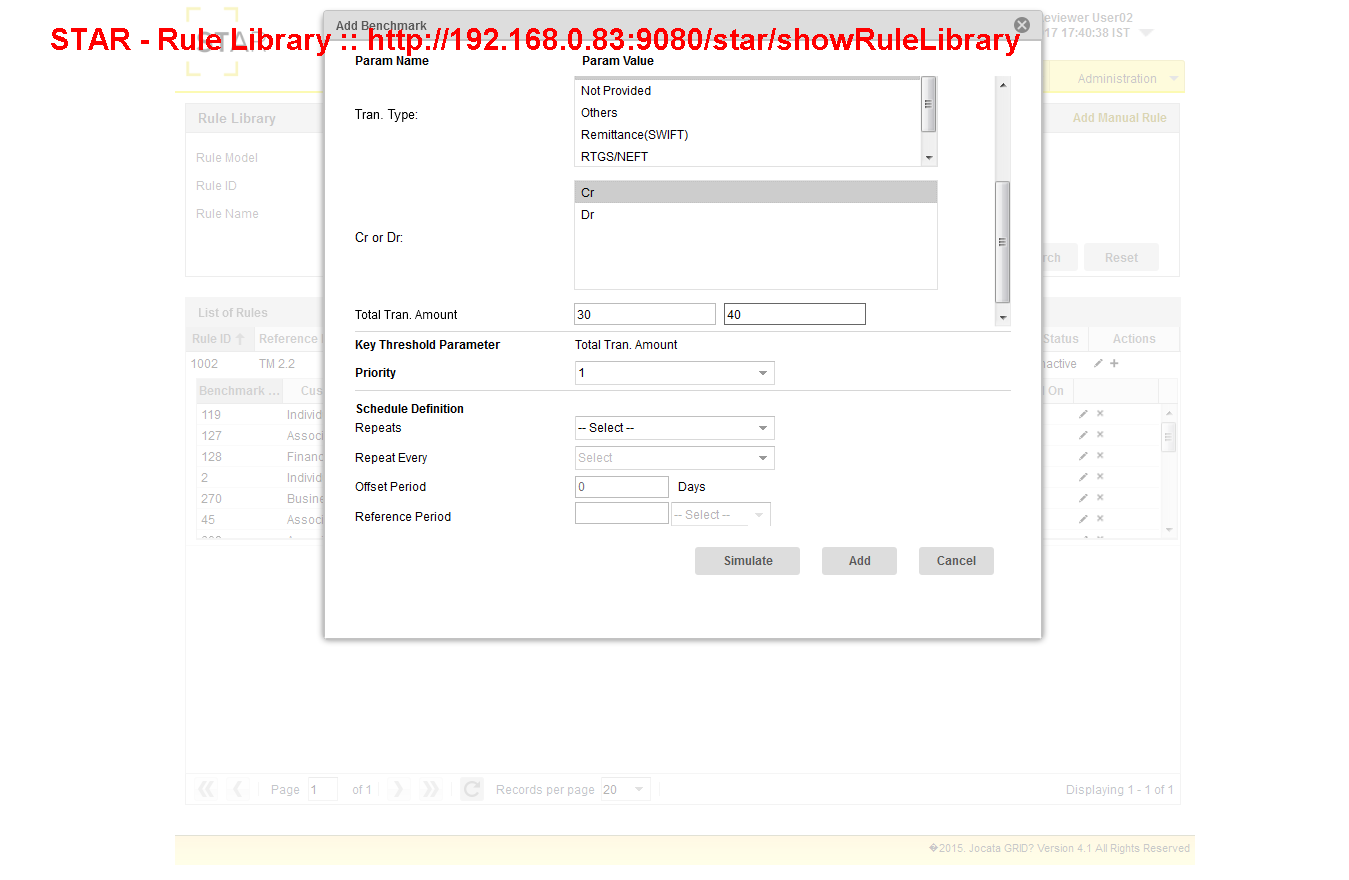 Add Benchmark
eviewer User02
STAR - Rule Library :: http://192.168.0.83:9080/star/showRuleLibrary
17 17:40:38 IST
STA
Param Name Param Value
Administration
Not Provided
Tran. Type:
Others
Remittance(SWIFT)
RTGS/NEFT
Rule Library
Add Manual Rule
Rule Model
Rule ID
Rule Name
Cr
Dr
Cr or Dr:
rch Reset
Total Tran. Amount 30 40
List of Rules
Rule ID Reference Status Actions
Key Threshold Parameter Total Tran. Amount
1002 TM 2.2 nactive
Priority 1
Benchmark ... Cus On
Schedule Definition
119 Individ
Repeats -- Select --
127 Associ
128 Financ
Repeat Every Select
2 Individ
Offset Period 0 Days
270 Busine
Reference Period -- Select --
45 Associ
Simulate Add Cancel
Page 1 of 1 Records per page 20 Displaying 1 - 1 of 1
�2015. Jocata GRID? Version 4.1 All Rights Reserved